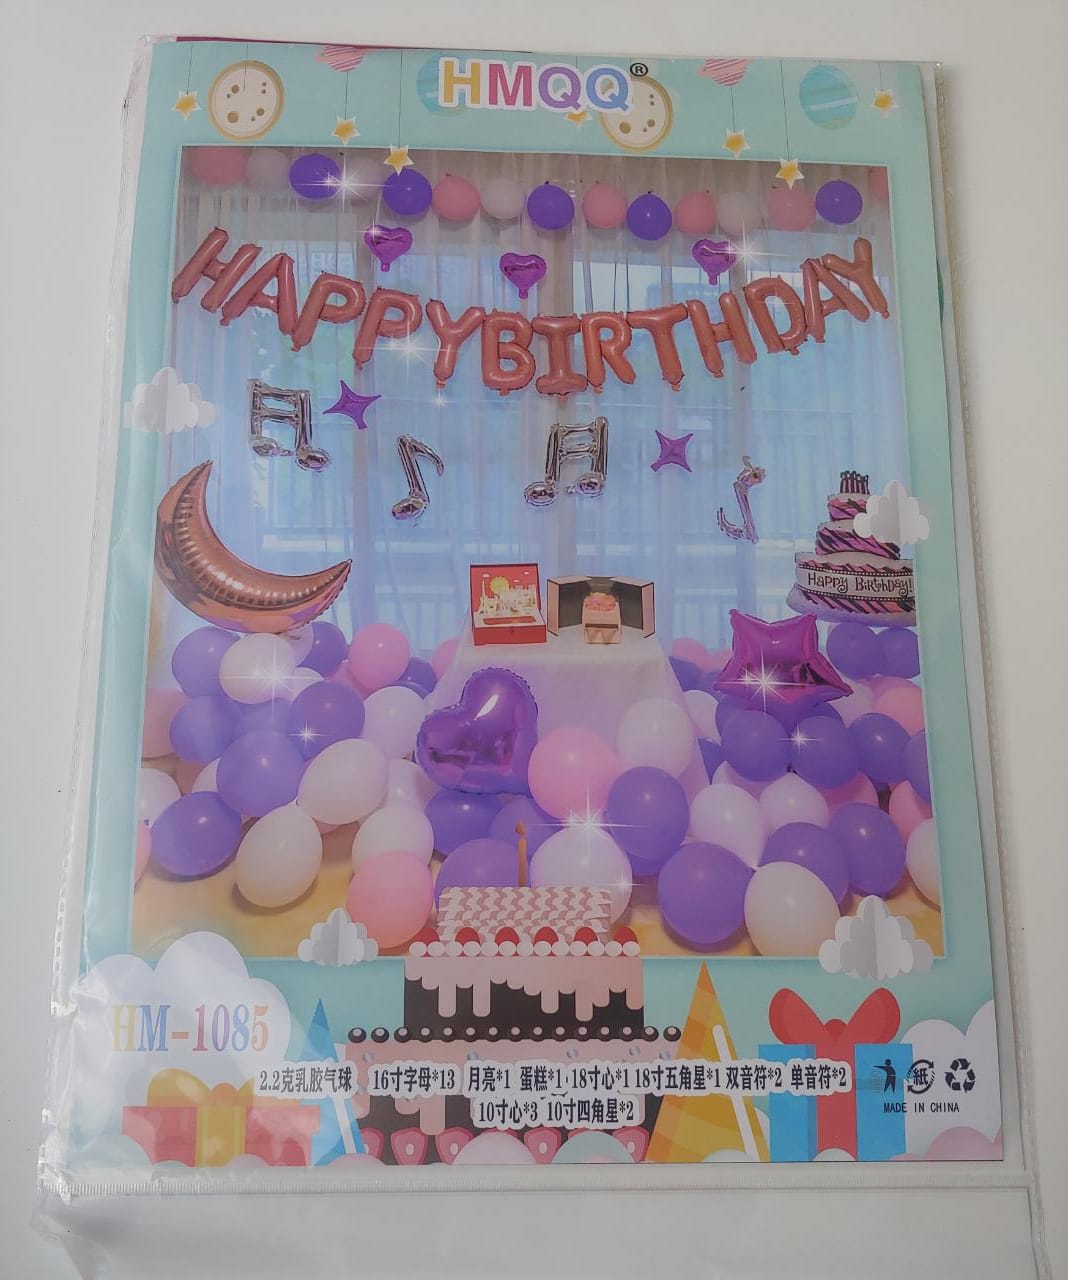 HMQQ®
HAPPYBIRTHDAY
Happy Birthday!
HM-1085
2.2克乳胶气球 16寸字母*13 月亮*1 蛋糕*1 18寸心*1 18寸五角星*1 双音符*2 单音符*2
10寸心*3 10寸四角星*2
紙
MADE IN CHINA